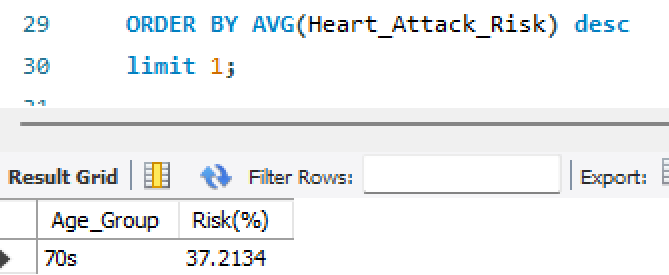 29 ORDER BY AVG(Heart_Attack_Risk) desc
30 limit 1;
31
Result Grid Filter Rows: Export:
Age_Group Risk(%)
70s 37.2134